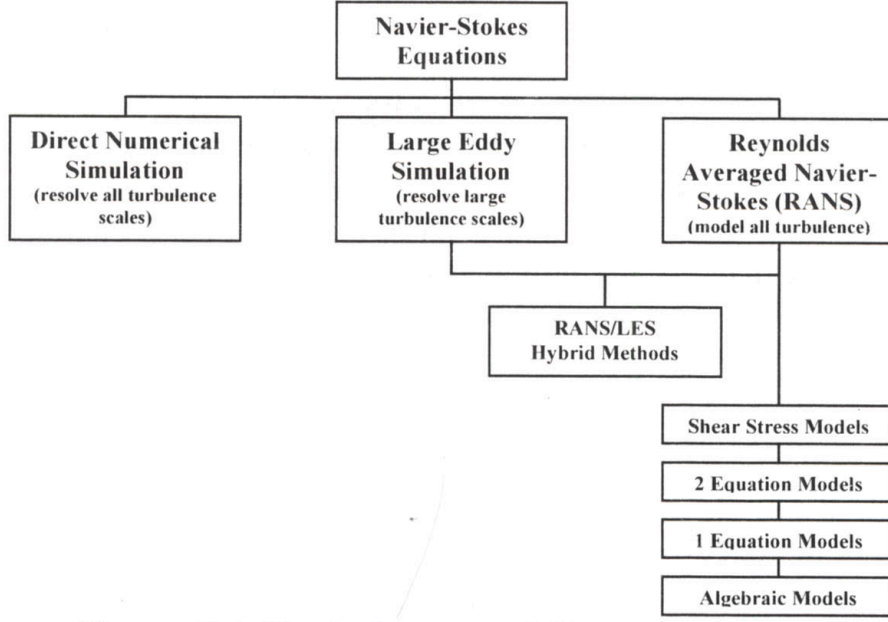 Navier-Stokes
Equations
Direct Numerical
Simulation
(resolve all turbulence
scales)
Large Eddy
Simulation
(resolve large
turbulence scales)
Reynolds
Averaged Navier-
Stokes (RANS)
(model all turbulence)
RANS/LES
Hybrid Methods
Shear Stress Models
2 Equation Models
1 Equation Models
Algebraic Models